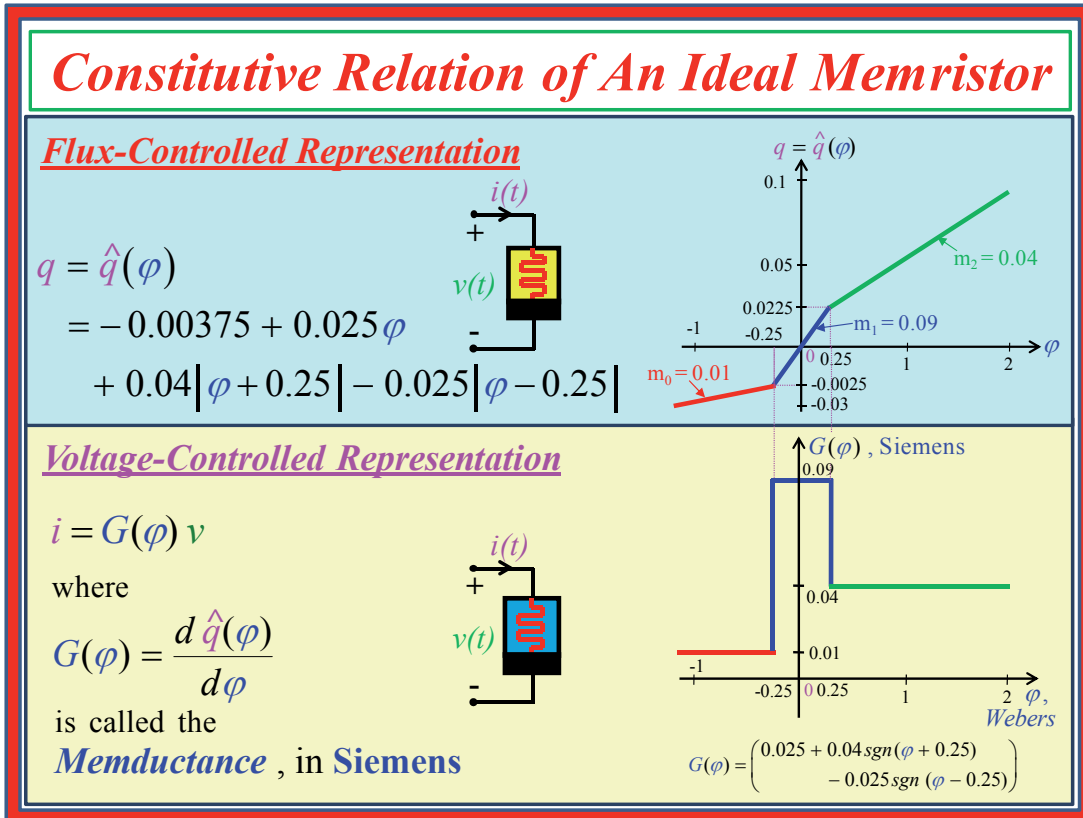 Constitutive Relation of An Ideal Memristor
Flux-Controlled Representation
q = q̂(φ)
= − 0.00375 + 0.025φ
+ 0.04|φ + 0.25| − 0.025|φ − 0.25|
i(t)
+
v(t)
-
q = q̂(φ)
0.1
0.05
0.0225
m₂ = 0.04
m₁ = 0.09
m₀ = 0.01
-1
-0.25
0
0.25
1
2
φ
-0.0025
-0.03
Voltage-Controlled Representation
i = G(φ) v
where
G(φ) = d q̂(φ) / dφ
is called the
Memductance , in Siemens
i(t)
+
v(t)
-
G(φ) , Siemens
0.09
0.04
0.01
-1
-0.25
0
0.25
1
2
φ,
Webers
G(φ) = (0.025 + 0.04 sgn(φ + 0.25)
− 0.025 sgn (φ − 0.25))